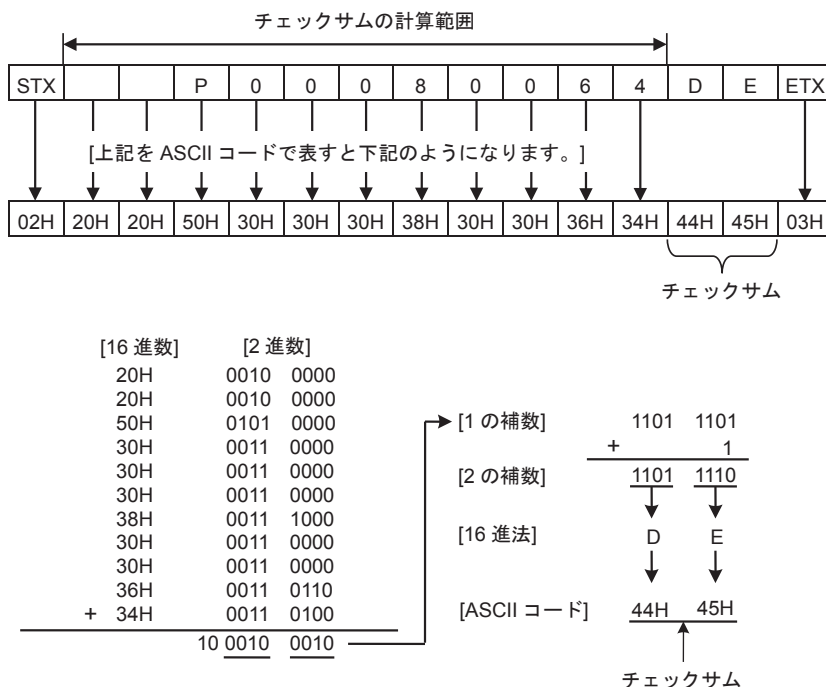 チェックサムの計算範囲
STX P 0 0 0 8 0 0 6 4 D E ETX
[上記を ASCII コードで表すと下記のようになります。]
02H 20H 20H 50H 30H 30H 30H 38H 30H 30H 36H 34H 44H 45H 03H
チェックサム
[16 進数] [2 進数]
20H 0010 0000
20H 0010 0000
50H 0101 0000
30H 0011 0000
30H 0011 0000
30H 0011 0000
38H 0011 1000
30H 0011 0000
30H 0011 0000
36H 0011 0110
+ 34H 0011 0100
10 0010 0010
[1 の補数] 1101 1101
+ 1
[2 の補数] 1101 1110
[16 進法] D E
[ASCII コード] 44H 45H
チェックサム